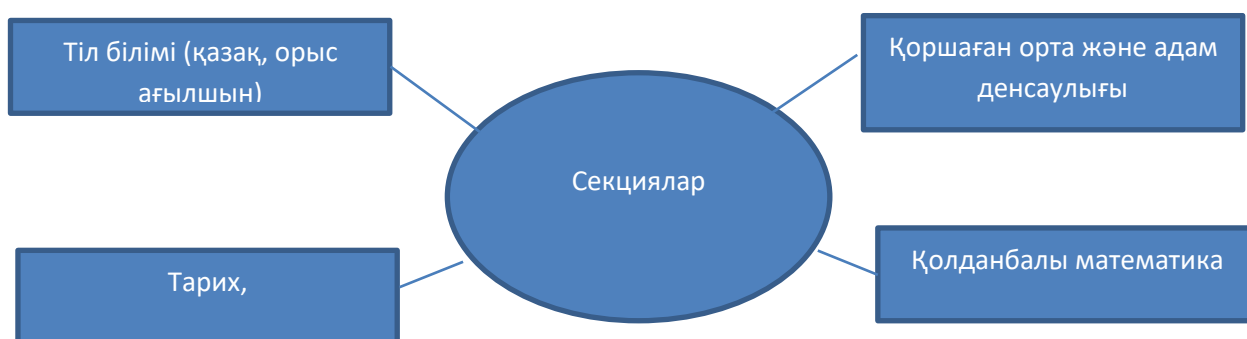 Тіл білімі (қазақ, орыс
ағылшын)
Қоршаған орта және адам
денсаулығы
Секциялар
Тарих,
Қолданбалы математика